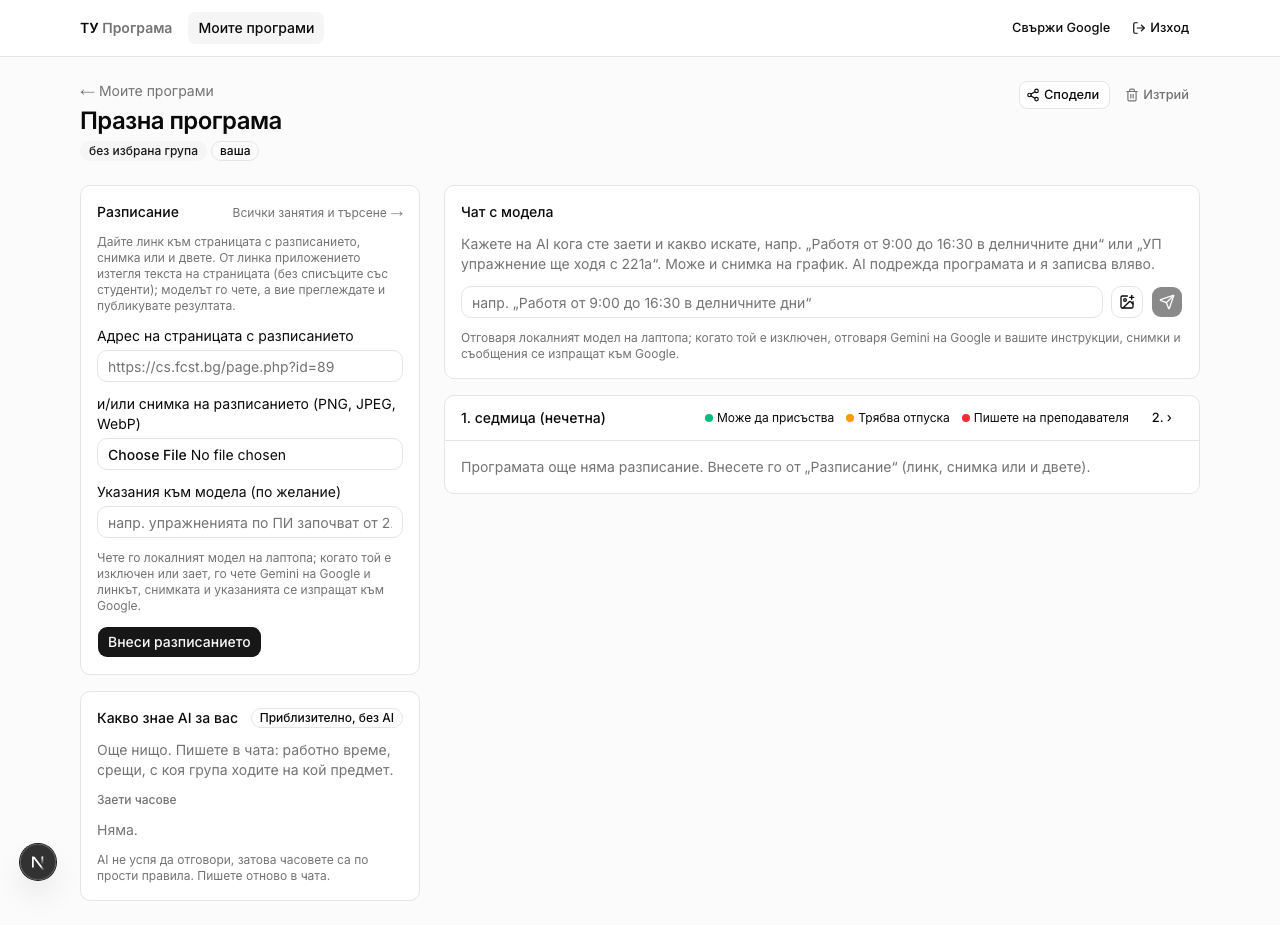 ТУ Програма
Моите програми
Свържи Google
Изход
← Моите програми
Празна програма
без избрана група
ваша
Сподели
Изтрий
Разписание
Всички занятия и търсене →
Дайте линк към страницата с разписанието,
снимка или и двете. От линка приложението
изтегля текста на страницата (без списъците със
студенти); моделът го чете, а вие преглеждате и
публикувате резултата.
Адрес на страницата с разписанието
https://cs.fcst.bg/page.php?id=89
и/или снимка на разписанието (PNG, JPEG,
WebP)
Choose File No file chosen
Указания към модела (по желание)
напр. упражненията по ПИ започват от 2.
Чете го локалният модел на лаптопа; когато той е
изключен или зает, го чете Gemini на Google и
линкът, снимката и указанията се изпращат към
Google.
Внеси разписанието
Какво знае AI за вас
Приблизително, без AI
Още нищо. Пишете в чата: работно време,
срещи, с коя група ходите на кой предмет.
Заети часове
Няма.
AI не успя да отговори, затова часовете са по
прости правила. Пишете отново в чата.
Чат с модела
Кажете на AI кога сте заети и какво искате, напр. „Работя от 9:00 до 16:30 в делничните дни“ или „УП
упражнение ще ходя с 221а“. Може и снимка на график. AI подрежда програмата и я записва вляво.
напр. „Работя от 9:00 до 16:30 в делничните дни“
Отговаря локалният модел на лаптопа; когато той е изключен, отговаря Gemini на Google и вашите инструкции, снимки и
съобщения се изпращат към Google.
1. седмица (нечетна)
Може да присъства
Трябва отпуска
Пишете на преподавателя
2. ›
Програмата още няма разписание. Внесете го от „Разписание“ (линк, снимка или и двете).
N